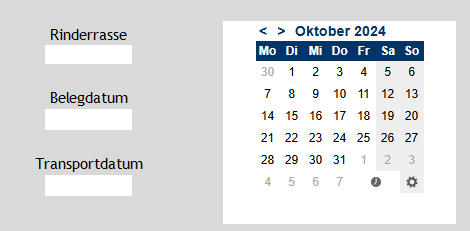 Rinderrasse
Belegdatum
Transportdatum
< > Oktober 2024
Mo Di Mi Do Fr Sa So
30 1 2 3 4 5 6
7 8 9 10 11 12 13
14 15 16 17 18 19 20
21 22 23 24 25 26 27
28 29 30 31 1 2 3
4 5 6 7